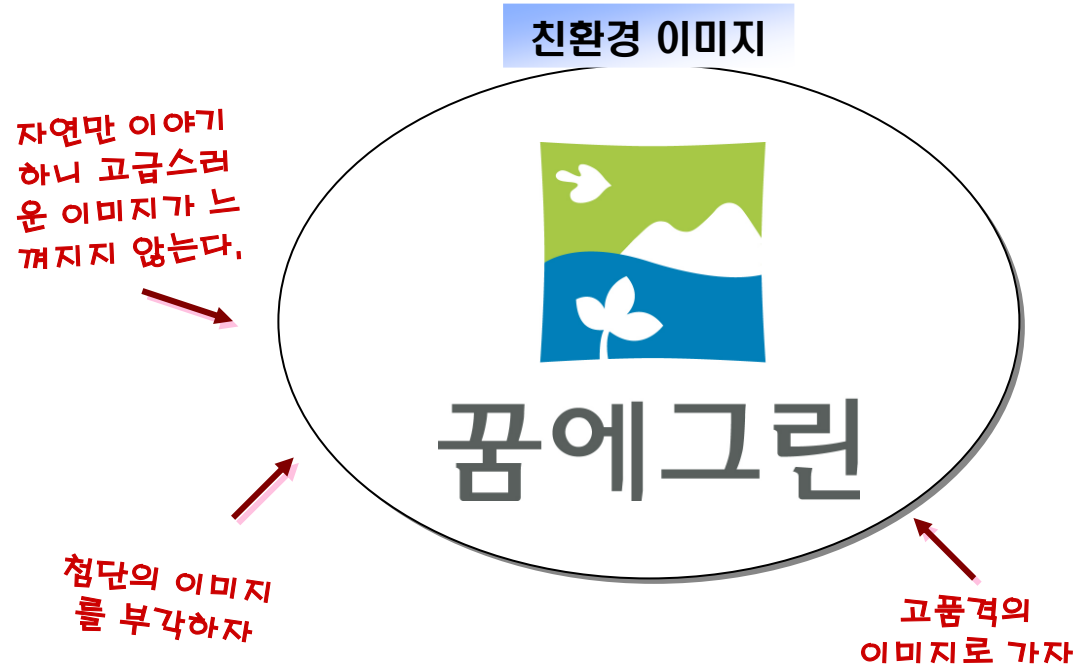 친환경 이미지
자연만 이야기
하니 고급스러
운 이미지가 느
껴지지 않는다.
꿈에그린
첨단의 이미지
를 부각하자
고품격의
이미지로 가자